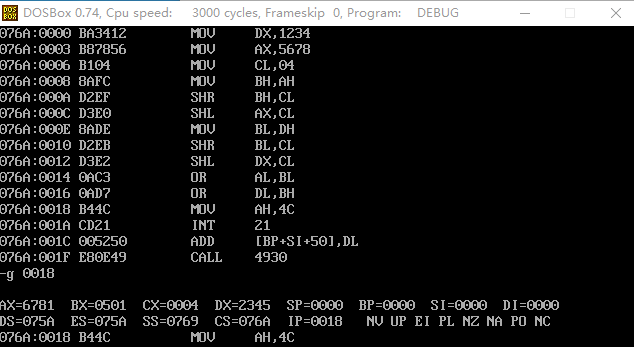 DOSBox 0.74, Cpu speed: 3000 cycles, Frameskip 0, Program: DEBUG
076A:0000 BA3412 MOV DX,1234
076A:0003 B87856 MOV AX,5678
076A:0006 B104 MOV CL,04
076A:0008 8AFC MOV BH,AH
076A:000A D2EF SHR BH,CL
076A:000C D3E0 SHL AX,CL
076A:000E 8ADE MOV BL,DH
076A:0010 D2EB SHR BL,CL
076A:0012 D3E2 SHL DX,CL
076A:0014 0AC3 OR AL,BL
076A:0016 0AD7 OR DL,BH
076A:0018 B44C MOV AH,4C
076A:001A CD21 INT 21
076A:001C 005250 ADD [BP+SI+50],DL
076A:001F E80E49 CALL 4930
-g 0018
AX=6781 BX=0501 CX=0004 DX=2345 SP=0000 BP=0000 SI=0000 DI=0000
DS=075A ES=075A SS=0769 CS=076A IP=0018 NV UP EI PL NZ NA PO NC
076A:0018 B44C MOV AH,4C